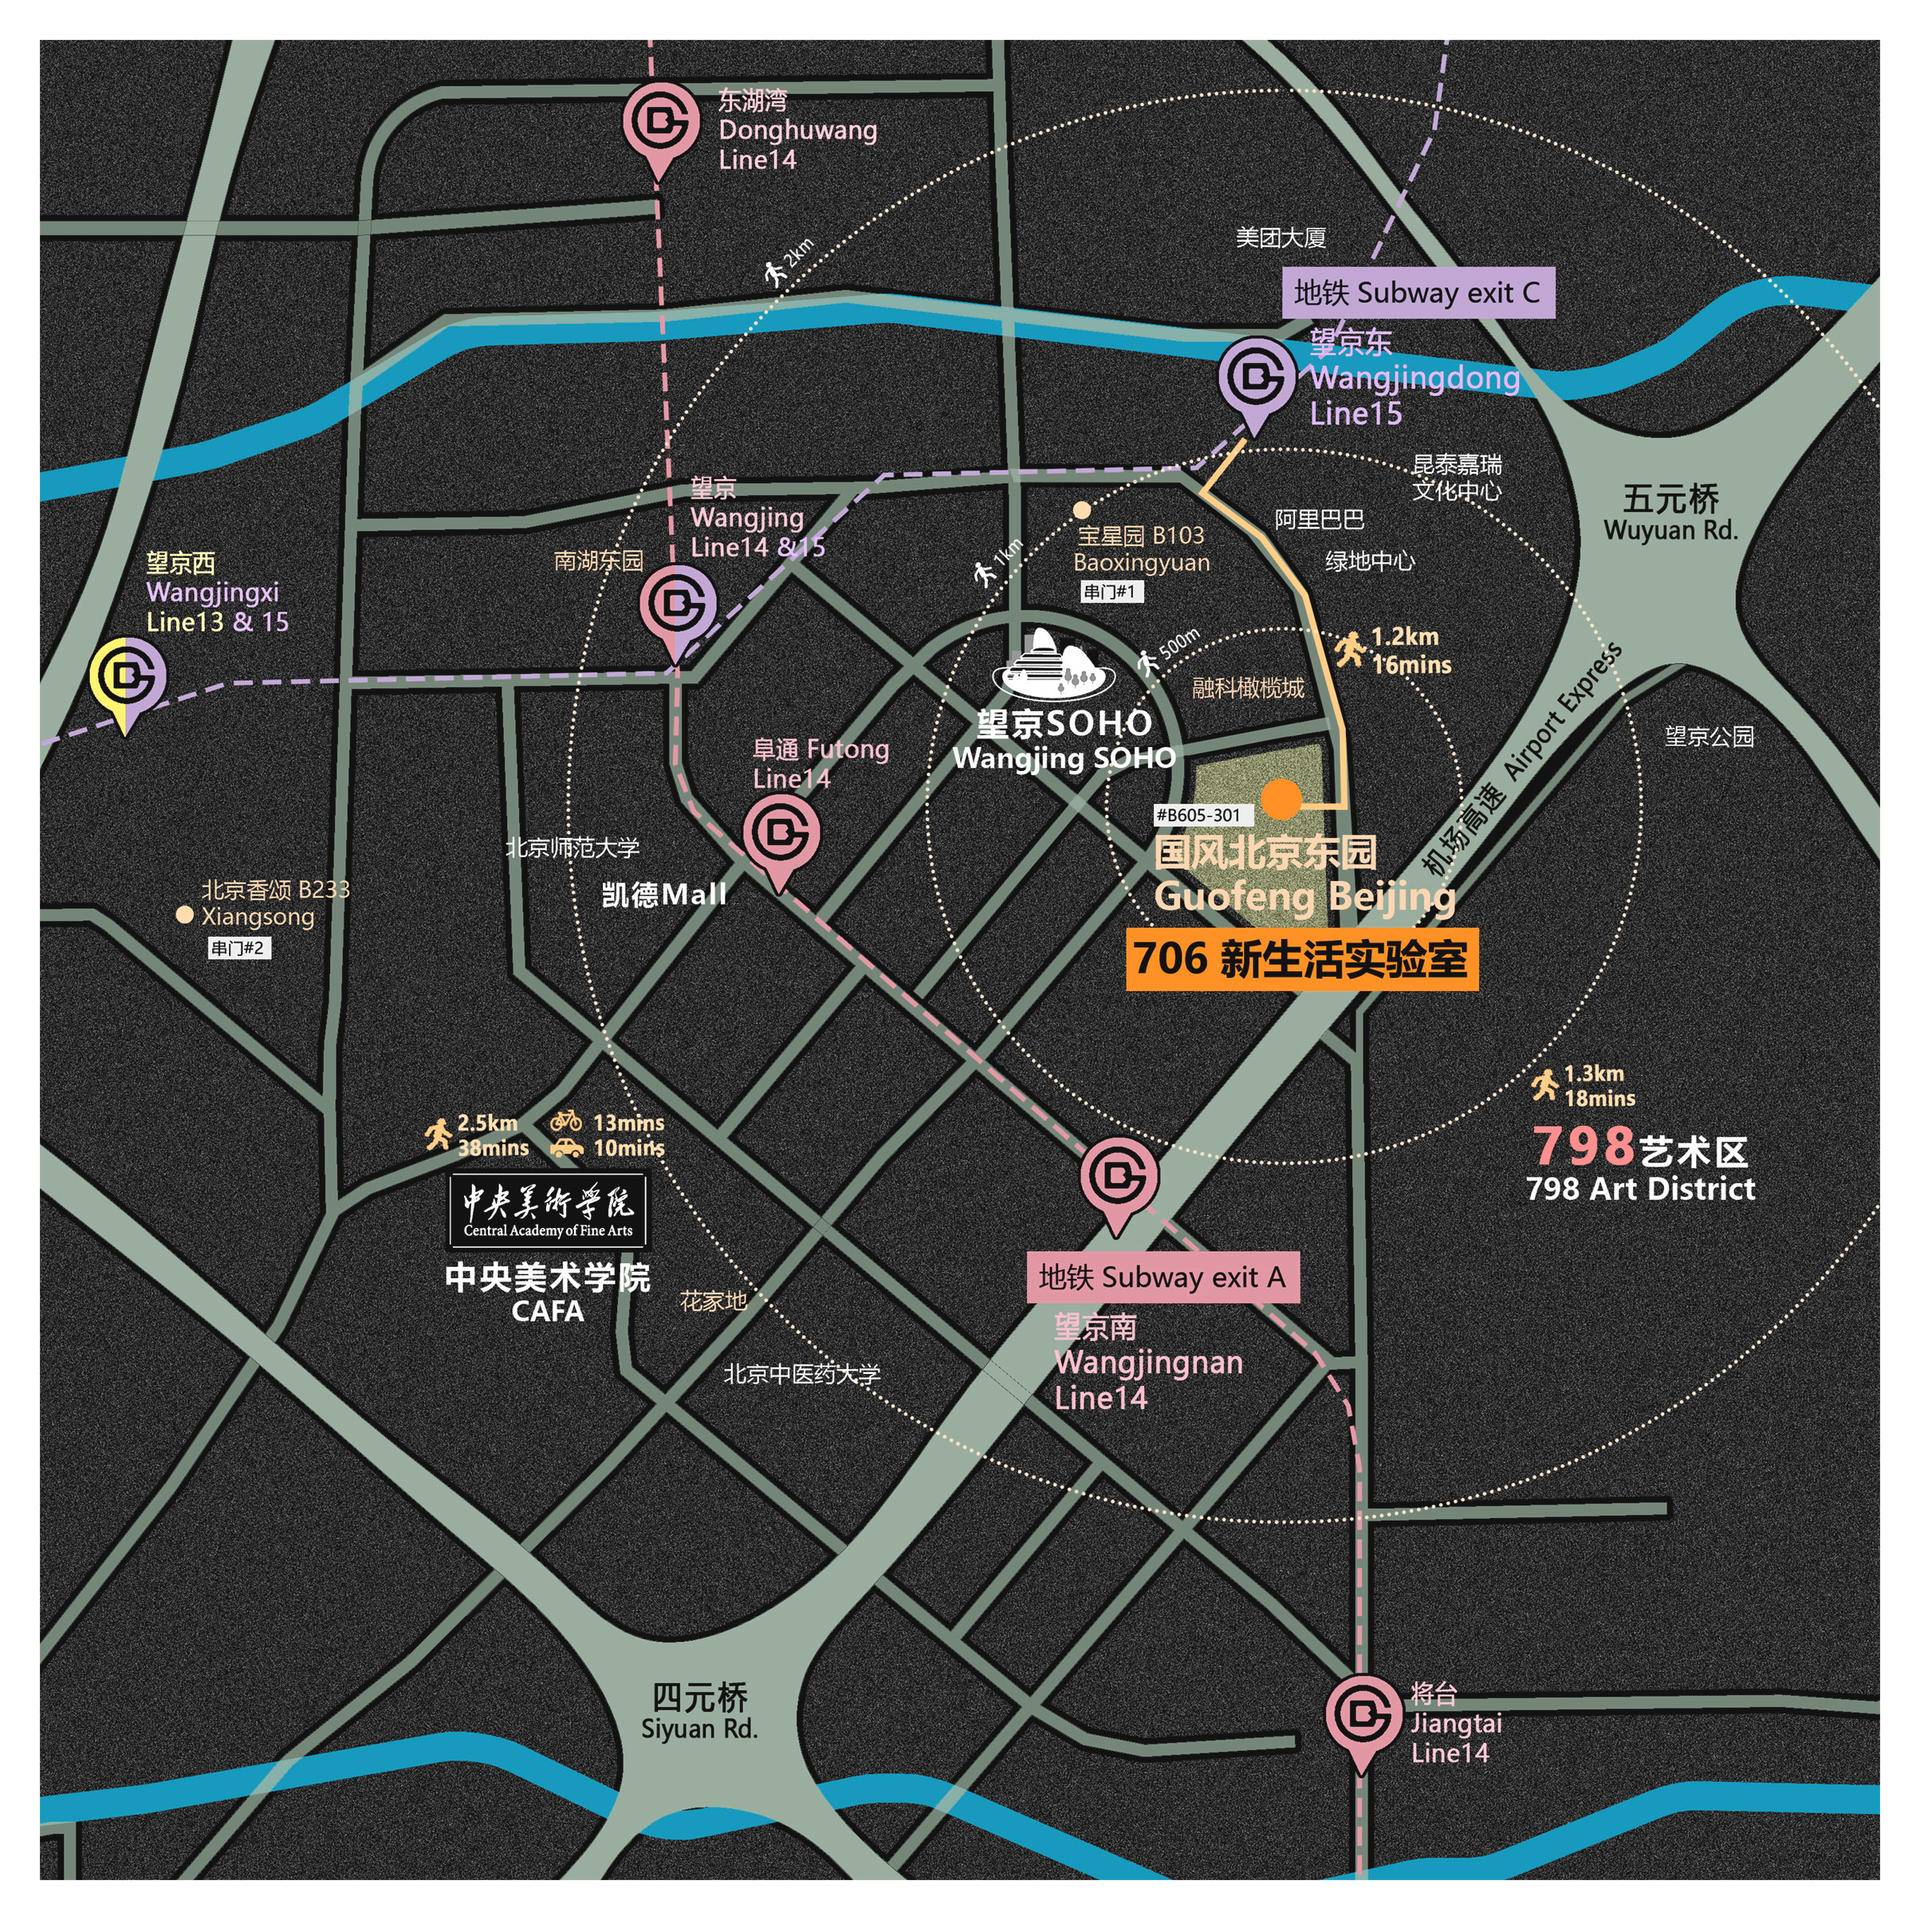 东湖湾
Donghuwang
Line14
2km
美团大厦
地铁 Subway exit C
望京东
Wangjingdong
Line15
昆泰嘉瑞
文化中心
五元桥
Wuyuan Rd.
望京
Wangjing
Line14 &15
南湖东园
望京西
Wangjingxi
Line13 & 15
1km
宝星园 B103
Baoxingyuan
串门#1
阿里巴巴
绿地中心
500m
1.2km
16mins
融科橄榄城
望京SOHO
Wangjing SOHO
机场高速 Airport Express
望京公园
阜通 Futong
Line14
#B605-301
国风北京东园
Guofeng Beijing
706 新生活实验室
北京师范大学
凯德Mall
北京香颂 B233
Xiangsong
串门#2
1.3km
18mins
798艺术区
798 Art District
2.5km
38mins
13mins
10mins
中央美術学院
Central Academy of Fine Arts
中央美术学院
CAFA
花家地
北京中医药大学
地铁 Subway exit A
望京南
Wangjingnan
Line14
四元桥
Siyuan Rd.
将台
Jiangtai
Line14